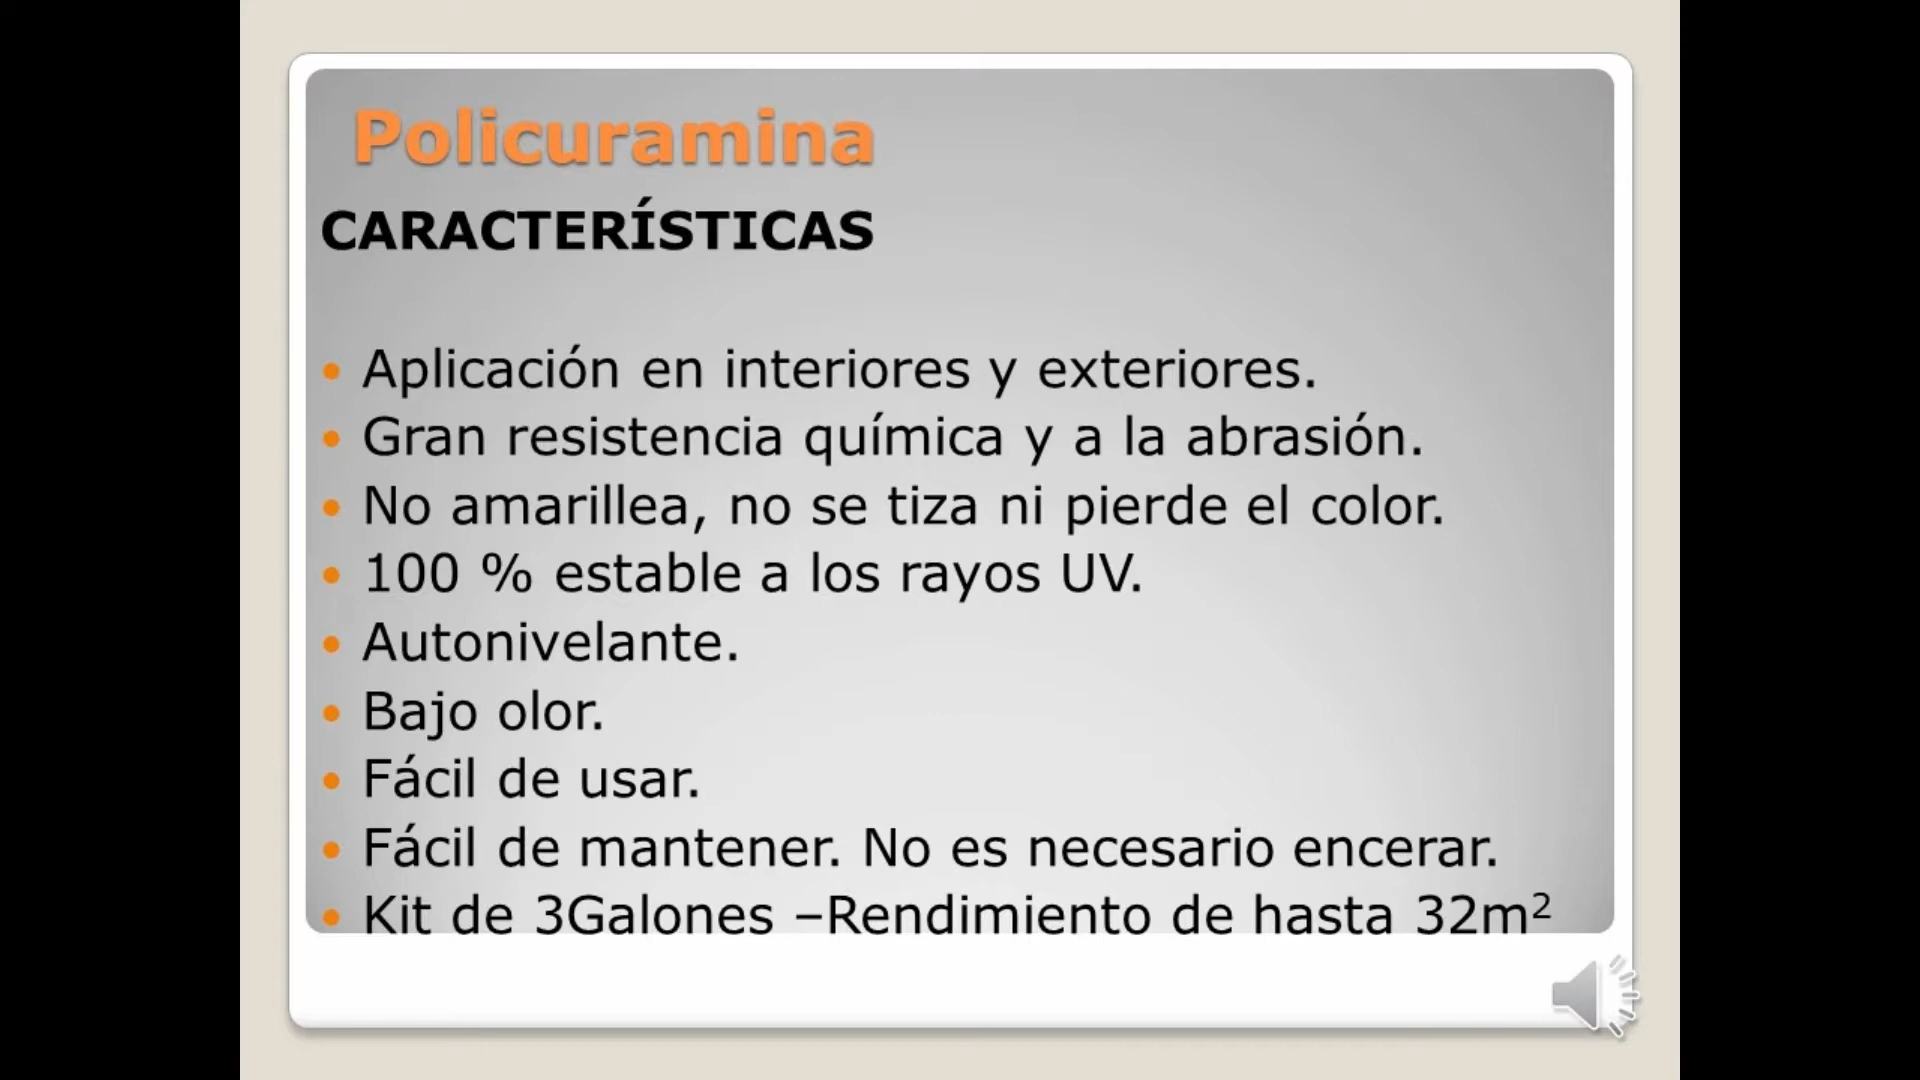 Policuramina
CARACTERÍSTICAS
• Aplicación en interiores y exteriores.
• Gran resistencia química y a la abrasión.
• No amarillea, no se tiza ni pierde el color.
• 100 % estable a los rayos UV.
• Autonivelante.
• Bajo olor.
• Fácil de usar.
• Fácil de mantener. No es necesario encerar.
• Kit de 3Galones –Rendimiento de hasta 32m²